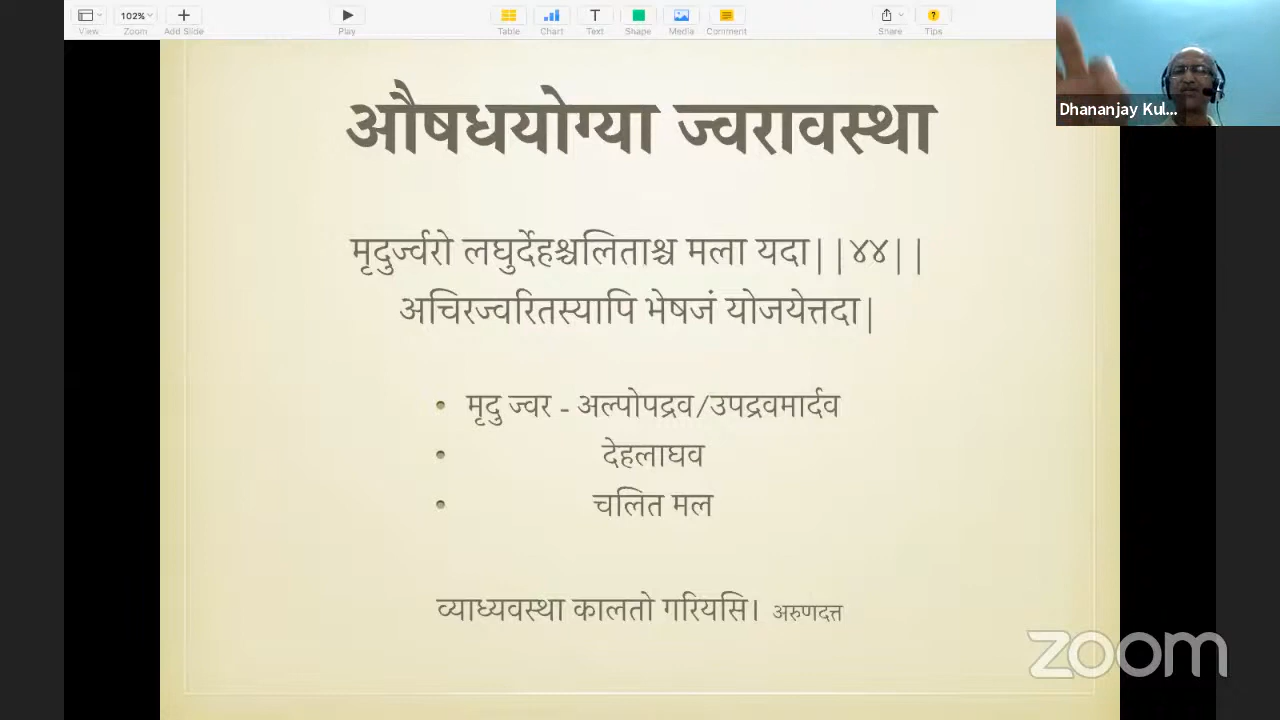 102%
View
Zoom
Add Slide
Play
Table
Chart
Text
Shape
Media
Comment
Share
Tips
Dhananjay Kul...
औषधयोग्या ज्वरावस्था
मृदुर्ज्वरो लघुर्देहश्चलिताश्च मला यदा||४४||
अचिरज्वरितस्यापि भेषजं योजयेत्तदा|
• मृदु ज्वर - अल्पोपद्रव/उपद्रवमार्दव
• देहलाघव
• चलित मल
व्याध्यवस्था कालतो गरियसि। अरुणदत्त
zoom